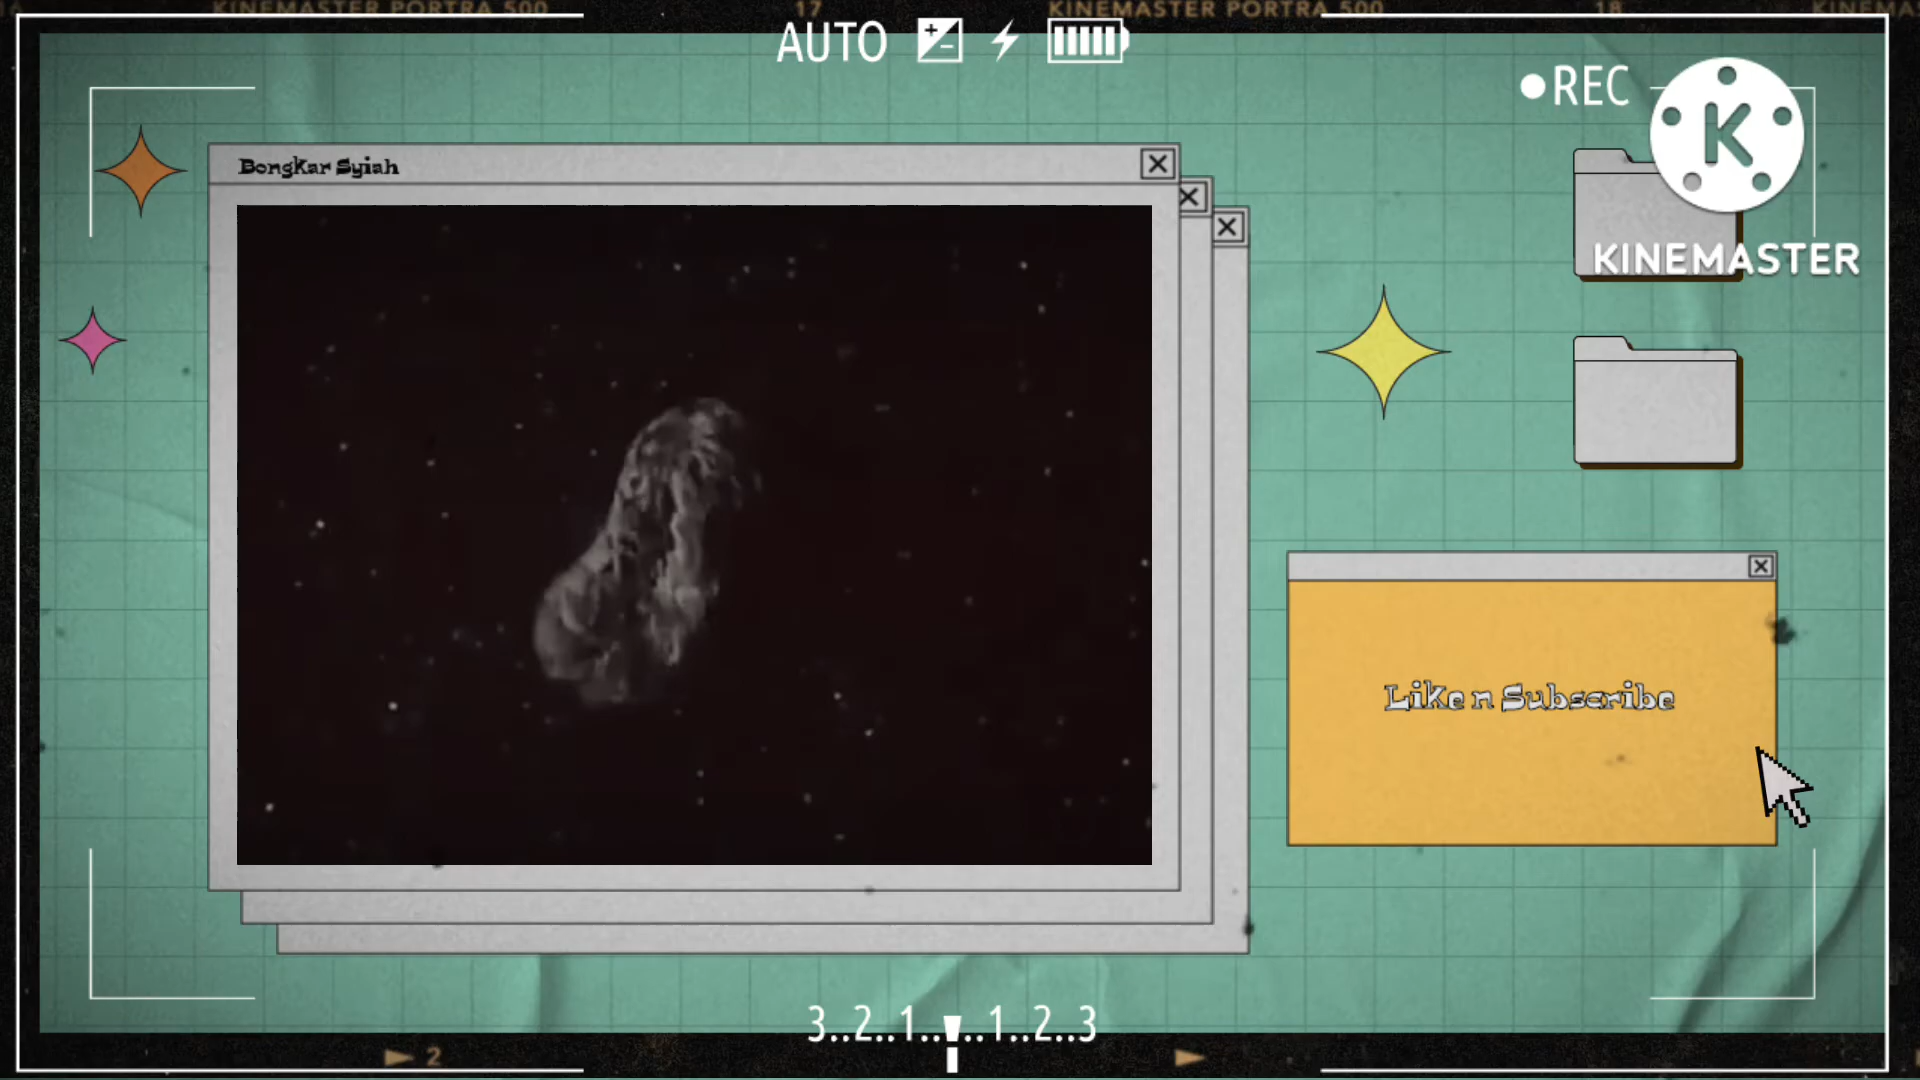 KINEMASTER PORTRA 500
17
KINEMASTER PORTRA 500
18
AUTO
REC
K
KINEMASTER
BongKar Syiah
LiKe n Subscribe
3..2..1..
..1..2..3
2